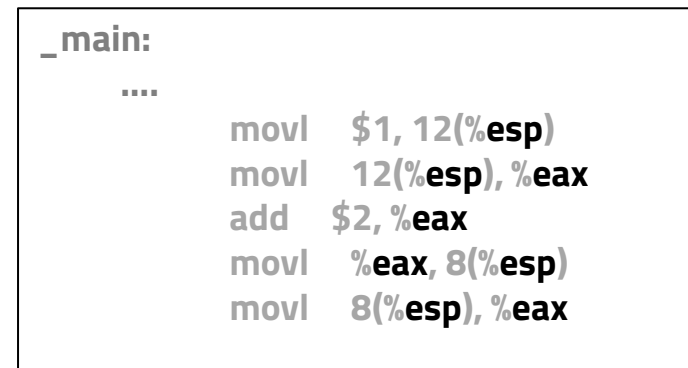 _main:
....
movl $1, 12(%esp)
movl 12(%esp), %eax
add $2, %eax
movl %eax, 8(%esp)
movl 8(%esp), %eax